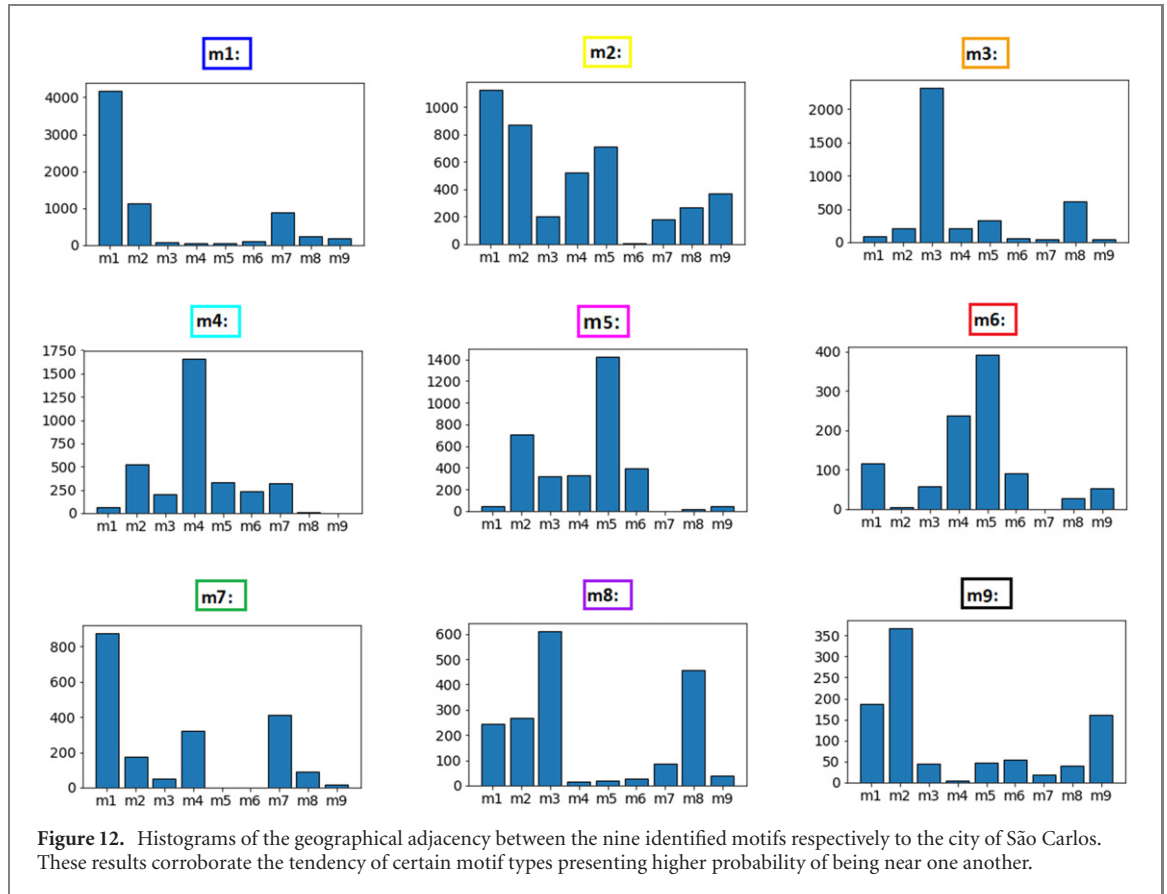 m1:
m2:
m3:
4000
3000
2000
1000
0
m1 m2 m3 m4 m5 m6 m7 m8 m9
1000
800
600
400
200
0
m1 m2 m3 m4 m5 m6 m7 m8 m9
2000
1500
1000
500
0
m1 m2 m3 m4 m5 m6 m7 m8 m9
m4:
m5:
m6:
1750
1500
1250
1000
750
500
250
0
m1 m2 m3 m4 m5 m6 m7 m8 m9
1400
1200
1000
800
600
400
200
0
m1 m2 m3 m4 m5 m6 m7 m8 m9
400
300
200
100
0
m1 m2 m3 m4 m5 m6 m7 m8 m9
m7:
m8:
m9:
800
600
400
200
0
m1 m2 m3 m4 m5 m6 m7 m8 m9
600
500
400
300
200
100
0
m1 m2 m3 m4 m5 m6 m7 m8 m9
350
300
250
200
150
100
50
0
m1 m2 m3 m4 m5 m6 m7 m8 m9
Figure 12. Histograms of the geographical adjacency between the nine identified motifs respectively to the city of São Carlos.
These results corroborate the tendency of certain motif types presenting higher probability of being near one another.